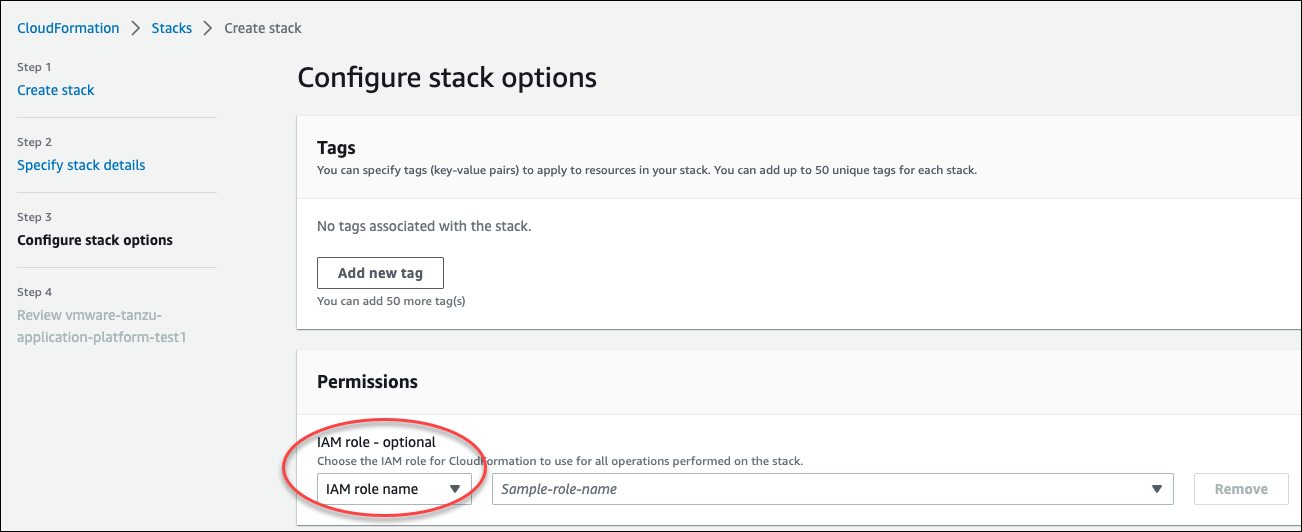 CloudFormation > Stacks > Create stack
Step 1
Create stack
Step 2
Specify stack details
Step 3
Configure stack options
Step 4
Review vmware-tanzu-
application-platform-test1
Configure stack options
Tags
You can specify tags (key-value pairs) to apply to resources in your stack. You can add up to 50 unique tags for each stack.
No tags associated with the stack.
Add new tag
You can add 50 more tag(s)
Permissions
IAM role - optional
Choose the IAM role for CloudFormation to use for all operations performed on the stack.
IAM role name Sample-role-name Remove